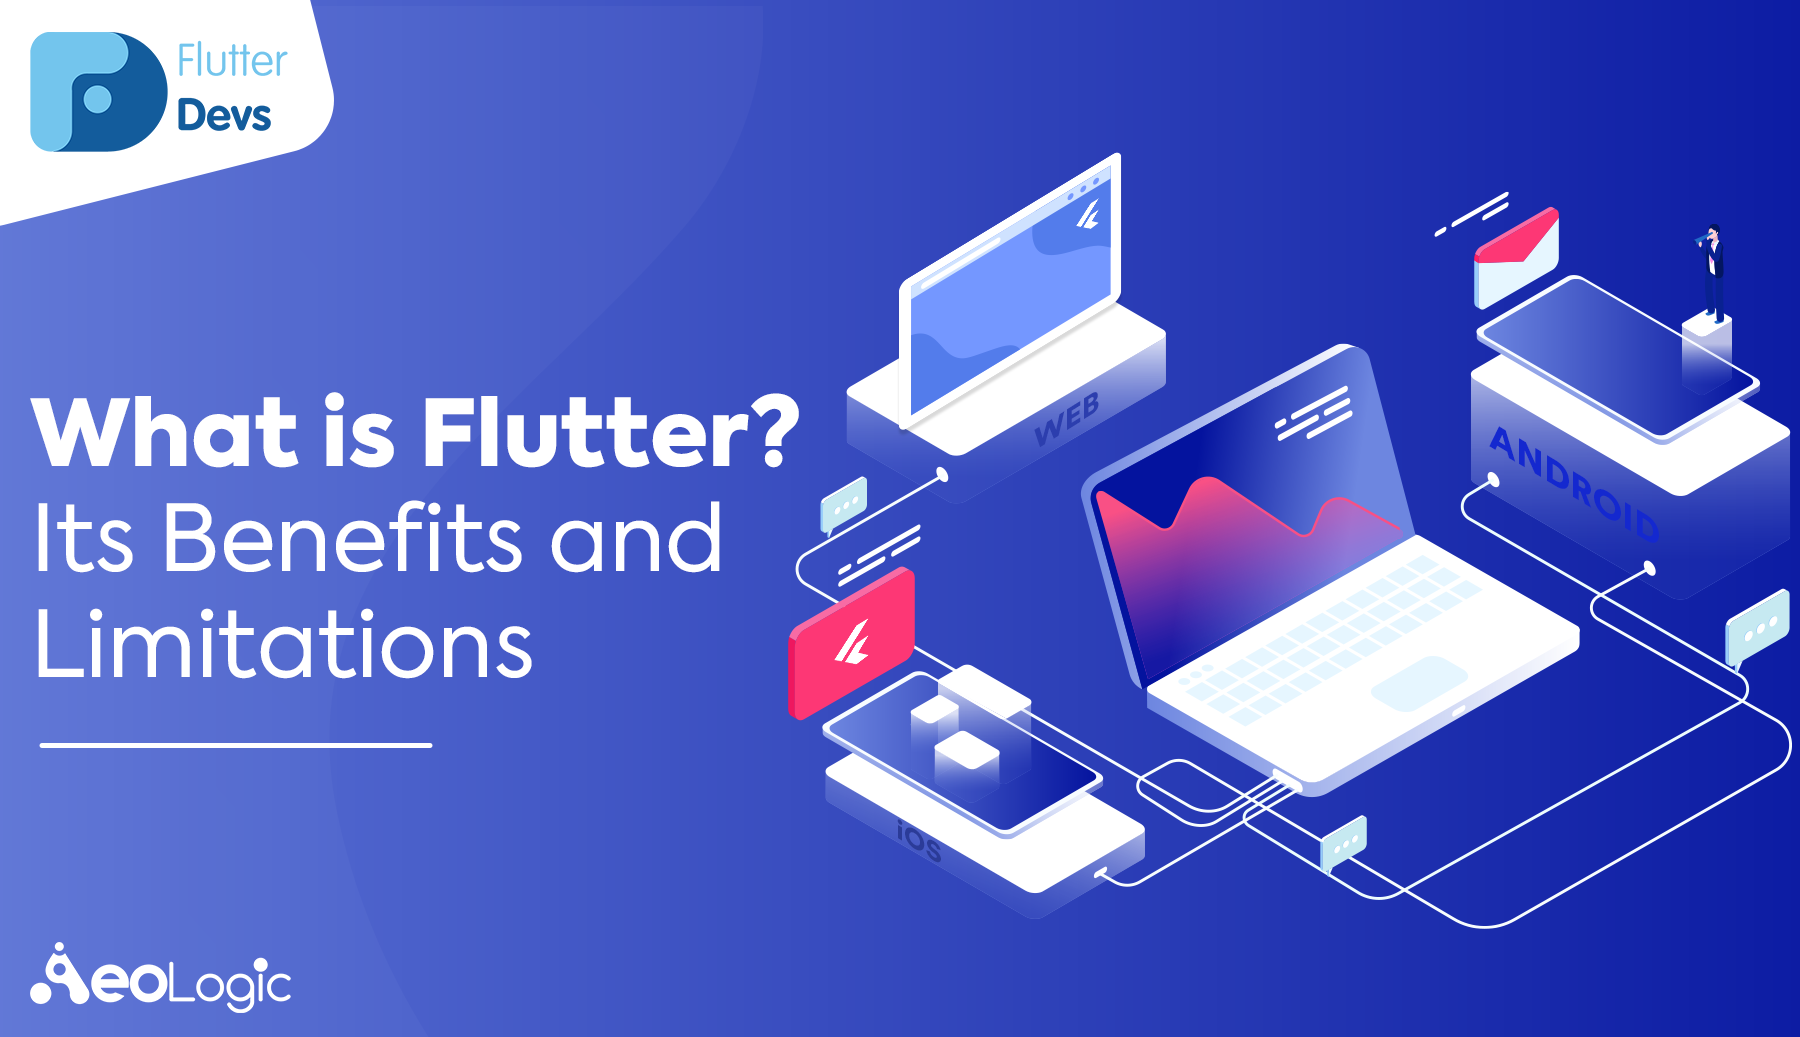 Flutter
Devs
What is Flutter?
Its Benefits and
Limitations
WEB
ANDROID
iOS
AeoLogic